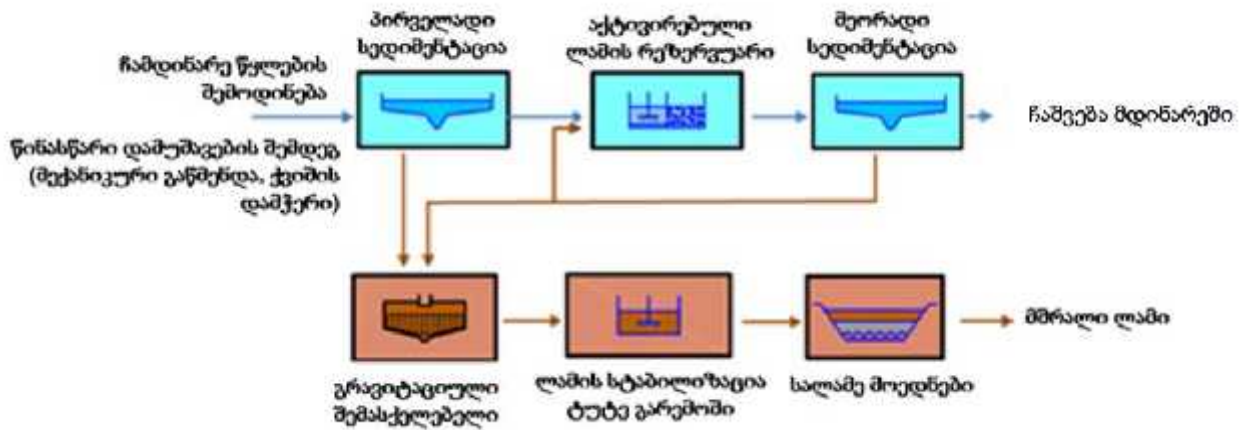 პირველადი
სედიმენტაცია
აქტივირებული
ლამის რეზერვუარი
მეორადი
სედიმენტაცია
ჩამდინარე წყლების
შემოდინება
ჩაშვება მდინარეში
წინასწარი დამუშავების შემდეგ
(მექანიკური გაწმენდა, ქვიშის
დამჭერი)
მშრალი ლამი
გრავიტაციული
შემასქელებელი
ლამის სტაბილიზაცია
ტუტე გარემოში
სალამე მოედნები